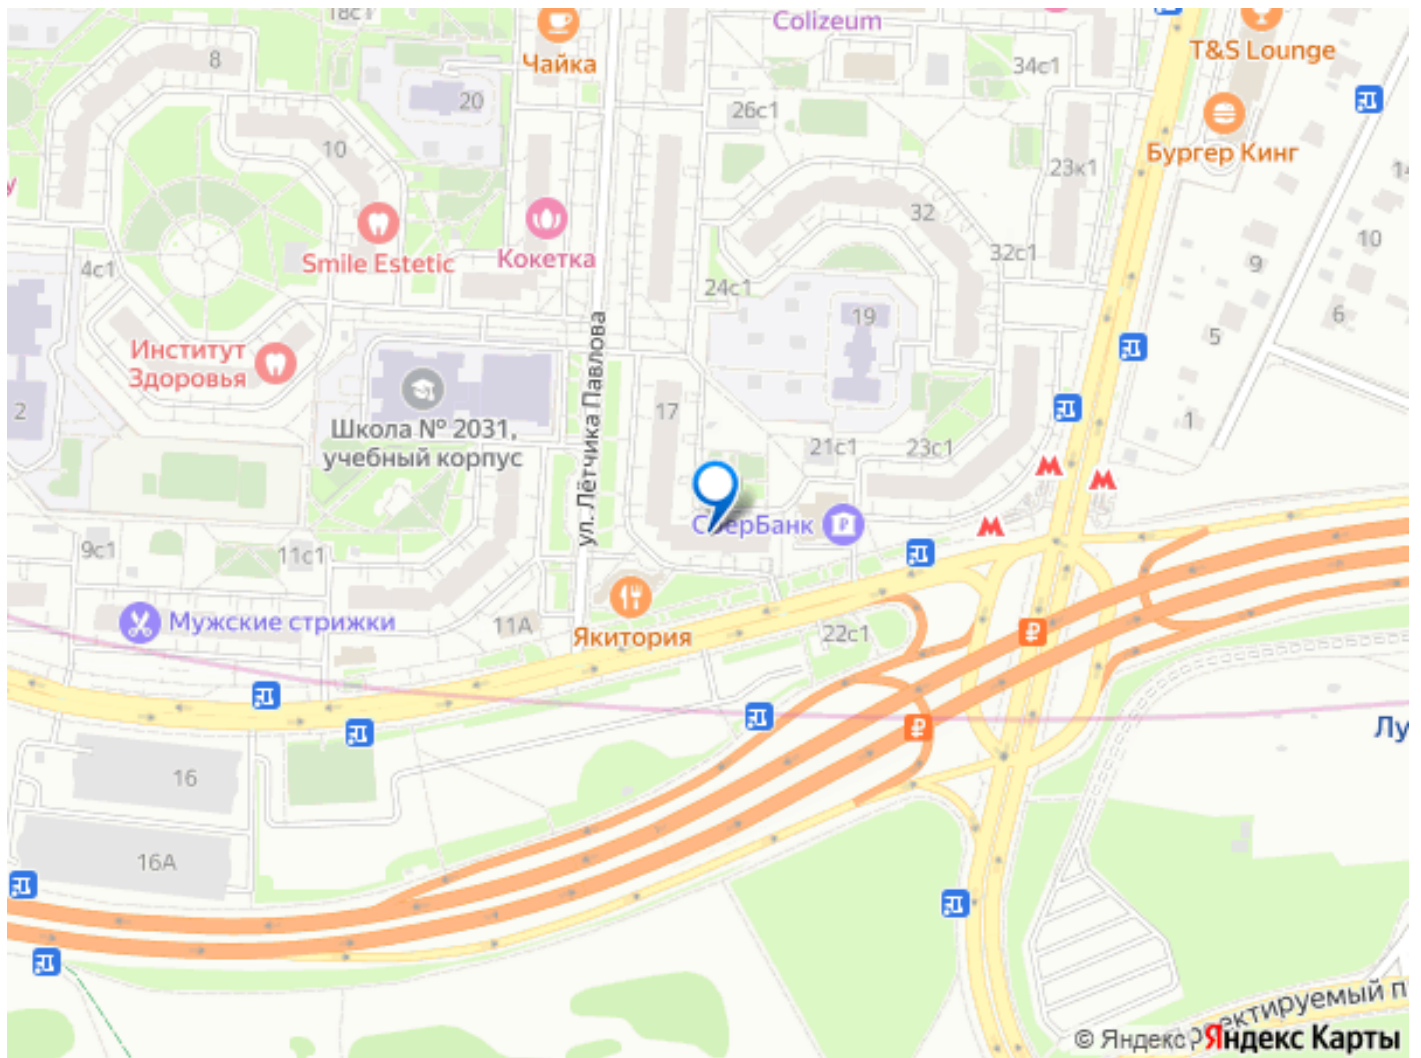 18с1
Colizeum
T&S Lounge
8
Чайка
34с1
20
26с1
10
Бургер Кинг
23к1
у
14
32
Smile Estetic
Кокетка
32с1
10
9
4с1
24с1
19
6
5
Институт
Здоровья
ул. Лётчика Павлова
2
17
1
Школа № 2031,
учебный корпус
21с1
23с1
СберБанк
9с1
11с1
Мужские стрижки
11А
Якитория
22с1
Лу
16
16А
© Яндекс
Яндекс Карты